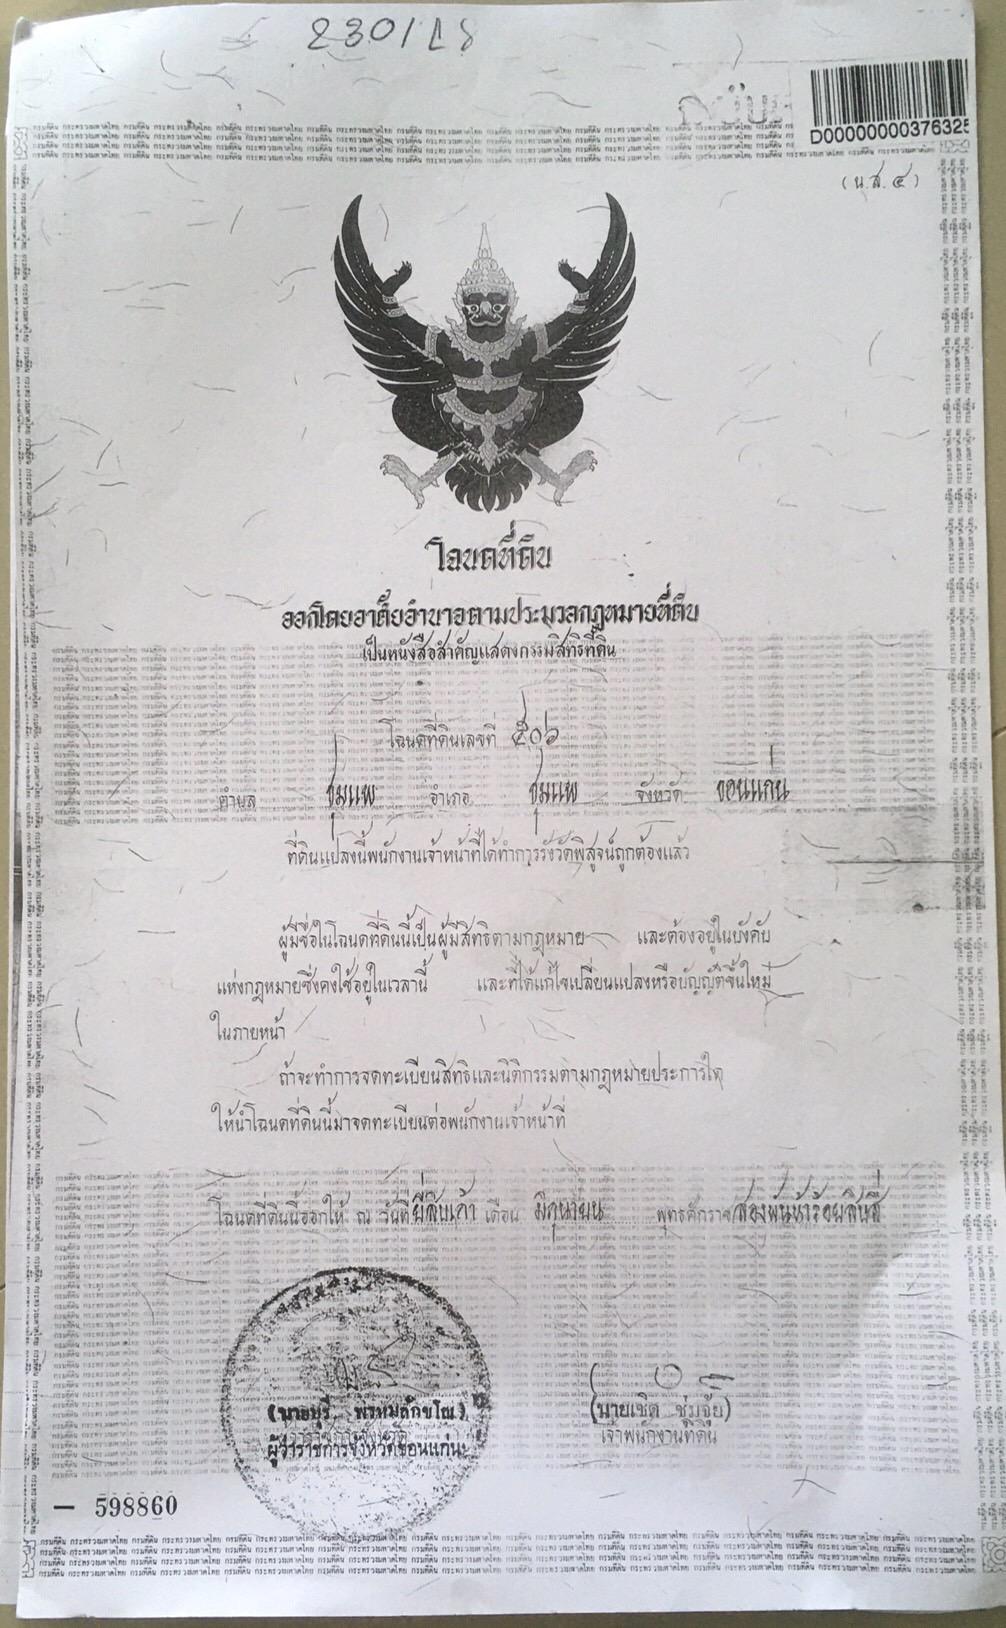 D00000000376325
(น.ส.๔)
โฉนดที่ดิน
ออกโดยอาศัยอำนาจตามประมวลกฎหมายที่ดิน
เป็นหนังสือสำคัญแสดงกรรมสิทธิ์ที่ดิน
โฉนดที่ดินเลขที่ ๕๐๖
ตำบล ชุมแพ อำเภอ ชุมแพ จังหวัด ขอนแก่น
ที่ดินแปลงนี้พนักงานเจ้าหน้าที่ได้ทำการรังวัดพิสูจน์ถูกต้องแล้ว
ผู้มีชื่อในโฉนดที่ดินนี้เป็นผู้มีสิทธิตามกฎหมาย และต้องอยู่ในบังคับ
แห่งกฎหมายซึ่งคงใช้อยู่ในเวลานี้ และที่ได้แก้ไขเปลี่ยนแปลงหรือบัญญัติขึ้นใหม่
ในภายหน้า
ถ้าจะทำการจดทะเบียนสิทธิและนิติกรรมตามกฎหมายประการใด
ให้นำโฉนดที่ดินนี้มาจดทะเบียนต่อพนักงานเจ้าหน้าที่
โฉนดที่ดินนี้ออกให้ ณ วันที่ ยี่สิบเก้า เดือน มิถุนายน พุทธศักราช สองพันห้าร้อยสิบสี่
(นายชุรี พรหมลักขโณ) (นายเชิด ชุมจุ้ย)
ผู้ว่าราชการจังหวัดขอนแก่น เจ้าพนักงานที่ดิน
598860